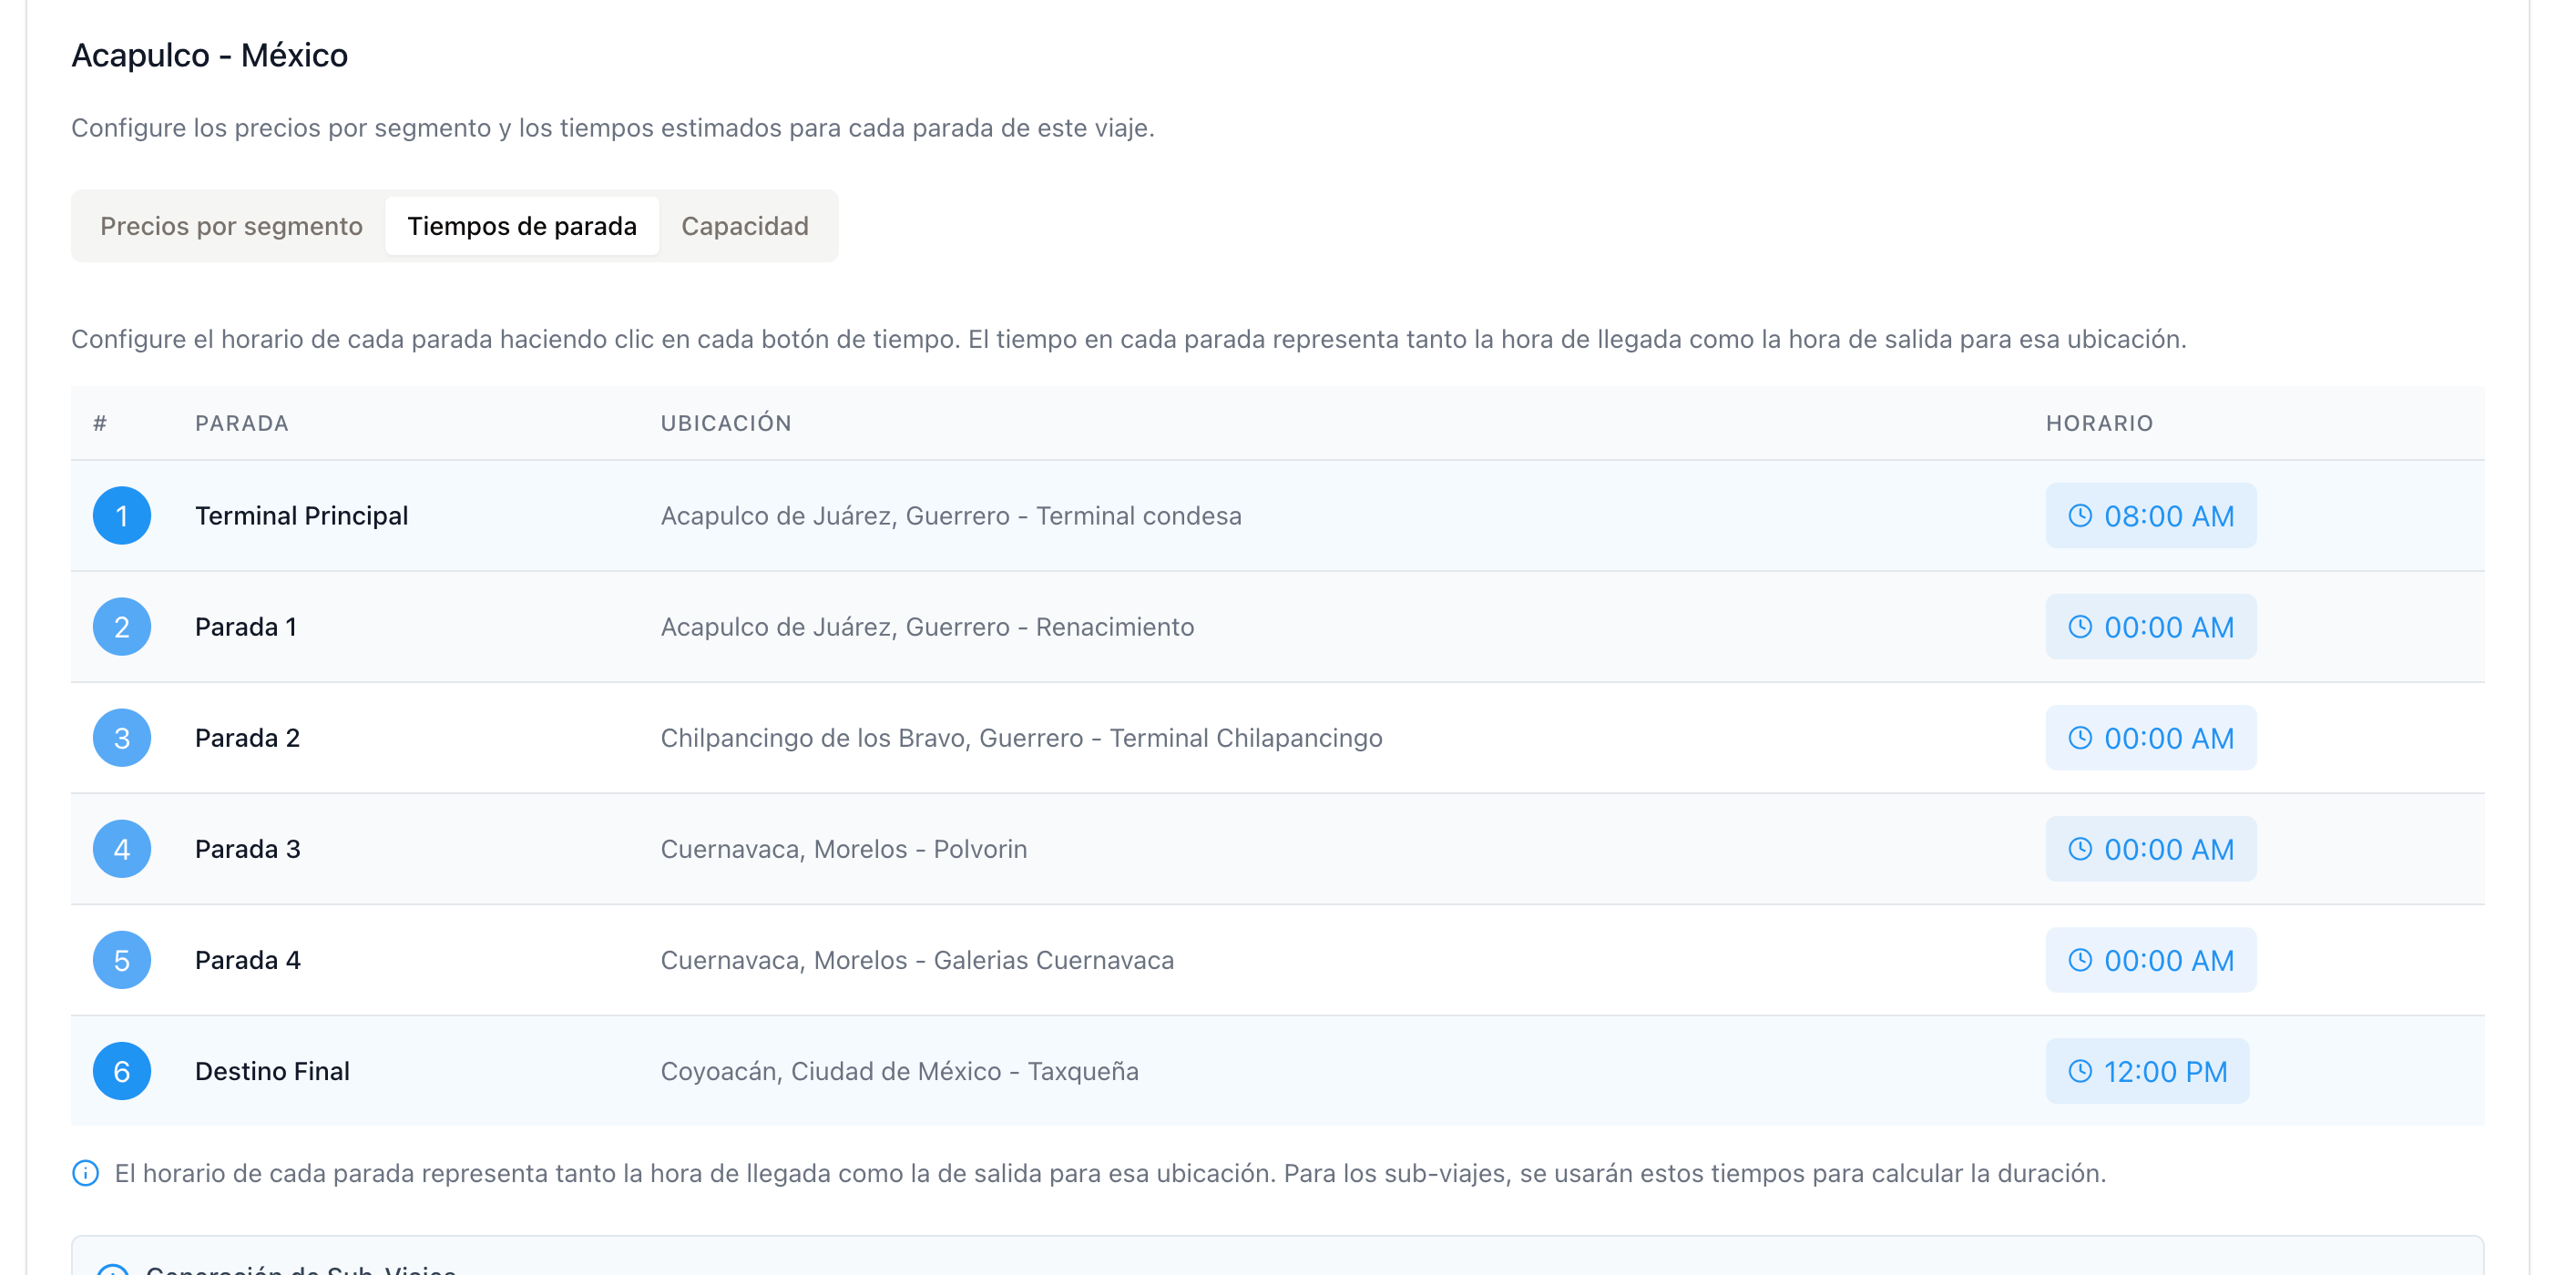 Acapulco - México
Configure los precios por segmento y los tiempos estimados para cada parada de este viaje.
Precios por segmento Tiempos de parada Capacidad
Configure el horario de cada parada haciendo clic en cada botón de tiempo. El tiempo en cada parada representa tanto la hora de llegada como la hora de salida para esa ubicación.
# PARADA UBICACIÓN HORARIO
1 Terminal Principal Acapulco de Juárez, Guerrero - Terminal condesa 08:00 AM
2 Parada 1 Acapulco de Juárez, Guerrero - Renacimiento 00:00 AM
3 Parada 2 Chilpancingo de los Bravo, Guerrero - Terminal Chilapancingo 00:00 AM
4 Parada 3 Cuernavaca, Morelos - Polvorin 00:00 AM
5 Parada 4 Cuernavaca, Morelos - Galerias Cuernavaca 00:00 AM
6 Destino Final Coyoacán, Ciudad de México - Taxqueña 12:00 PM
El horario de cada parada representa tanto la hora de llegada como la de salida para esa ubicación. Para los sub-viajes, se usarán estos tiempos para calcular la duración.
Generación de Sub-Viajes